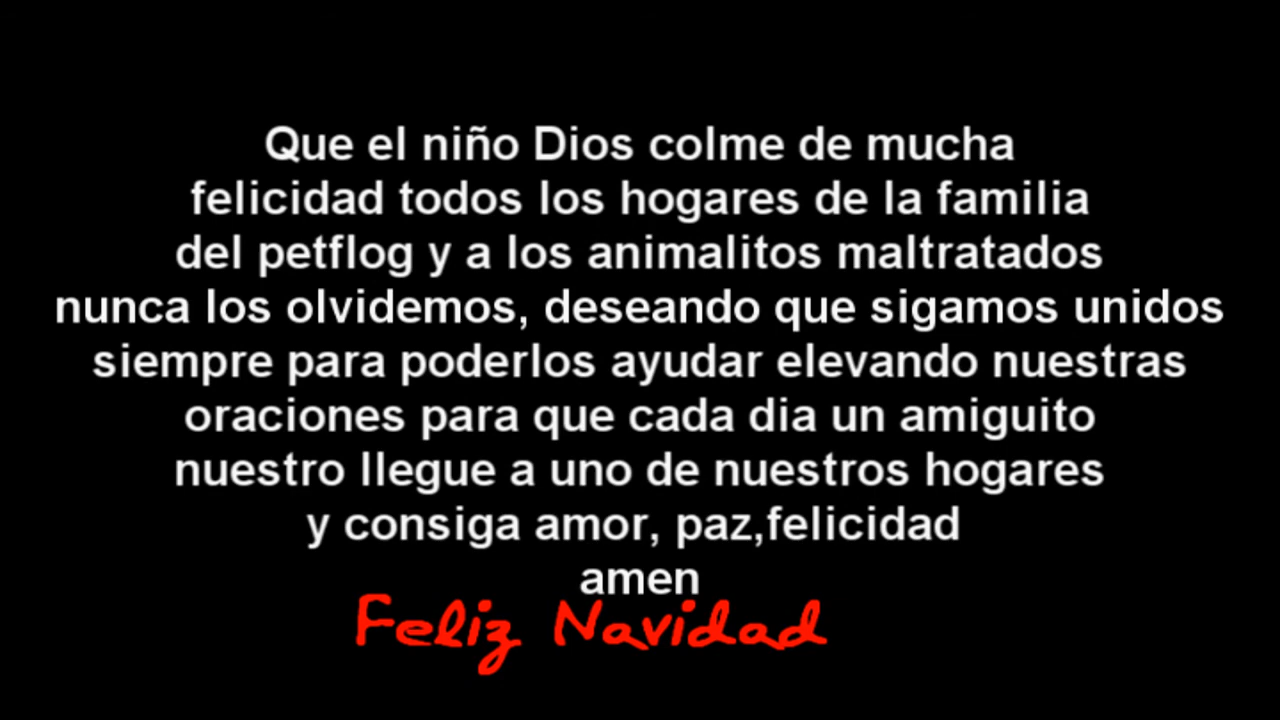 Que el niño Dios colme de mucha
felicidad todos los hogares de la familia
del petflog y a los animalitos maltratados
nunca los olvidemos, deseando que sigamos unidos
siempre para poderlos ayudar elevando nuestras
oraciones para que cada dia un amiguito
nuestro llegue a uno de nuestros hogares
y consiga amor, paz,felicidad
amen
Feliz Navidad